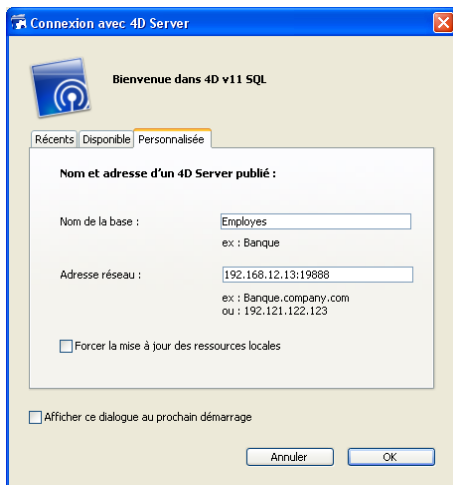 Connexion avec 4D Server
Bienvenue dans 4D v11 SQL
Récents Disponible Personnalisée
Nom et adresse d'un 4D Server publié :
Nom de la base : Employes
ex : Banque
Adresse réseau : 192.168.12.13:19888
ex : Banque.company.com
ou : 192.121.122.123
Forcer la mise à jour des ressources locales
Afficher ce dialogue au prochain démarrage
Annuler OK